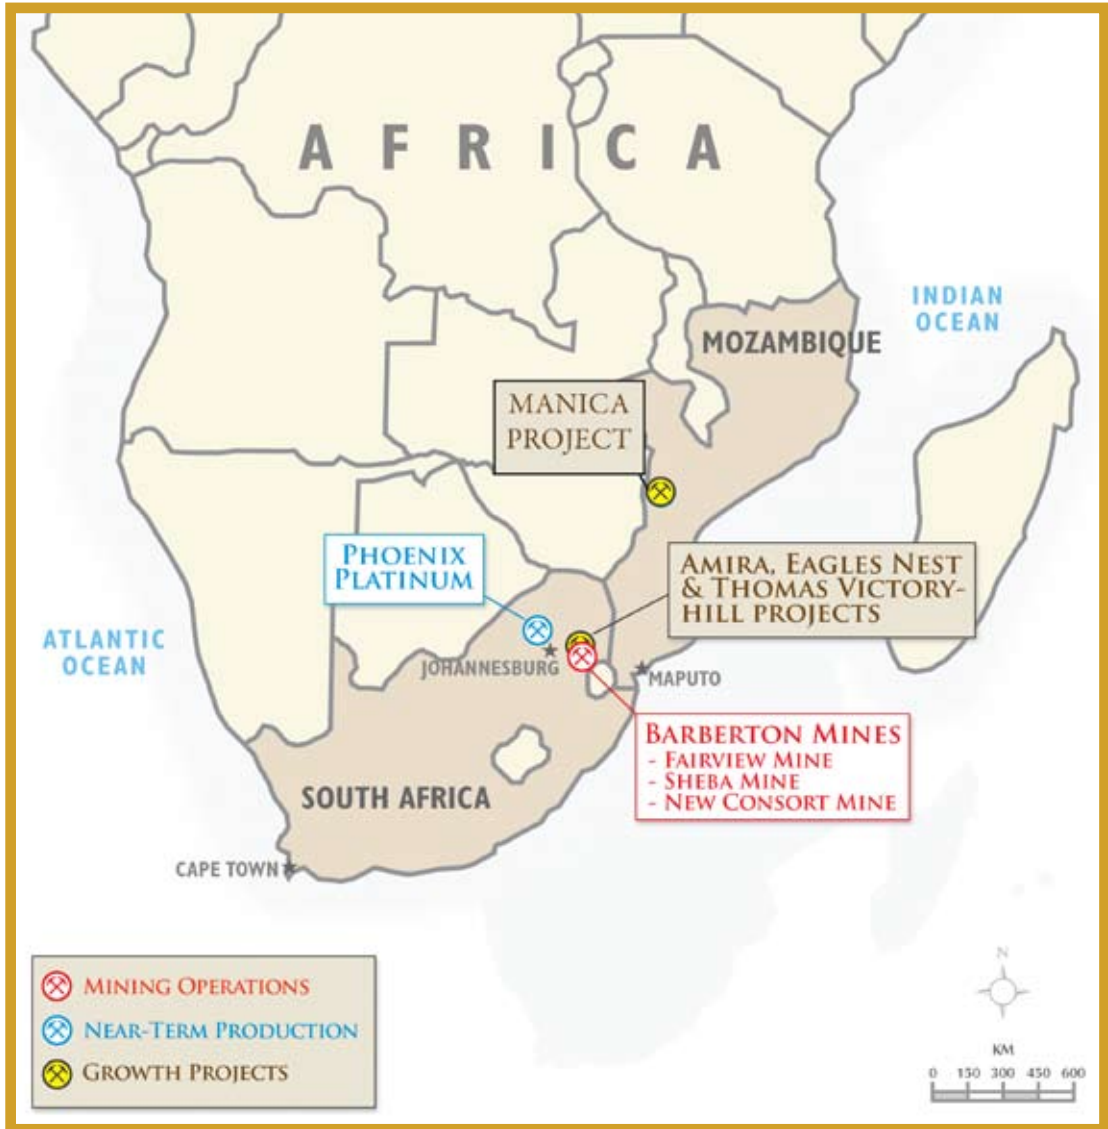 AFRICA
INDIAN
OCEAN
MOZAMBIQUE
MANICA
PROJECT
PHOENIX
PLATINUM
AMIRA, EAGLES NEST
& THOMAS VICTORY-
HILL PROJECTS
ATLANTIC
OCEAN
JOHANNESBURG
MAPUTO
BARBERTON MINES
- FAIRVIEW MINE
- SHEBA MINE
- NEW CONSORT MINE
SOUTH AFRICA
CAPE TOWN
MINING OPERATIONS
NEAR-TERM PRODUCTION
GROWTH PROJECTS
N
KM
0 150 300 450 600